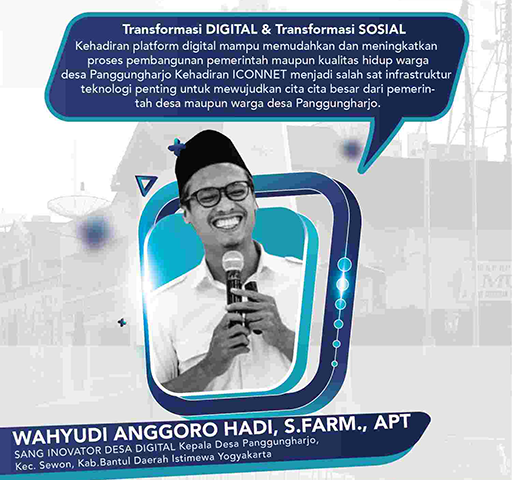 Transformasi DIGITAL & Transformasi SOSIAL
Kehadiran platform digital mampu memudahkan dan meningkatkan
proses pembangunan pemerintah maupun kualitas hidup warga
desa Panggungharjo Kehadiran ICONNET menjadi salah sat infrastruktur
teknologi penting untuk mewujudkan cita cita besar dari pemerin-
tah desa maupun warga desa Panggungharjo.
WAHYUDI ANGGORO HADI, S.FARM., APT
SANG INOVATOR DESA DIGITAL Kepala Desa Panggungharjo,
Kec. Sewon, Kab.Bantul Daerah Istimewa Yogyakarta